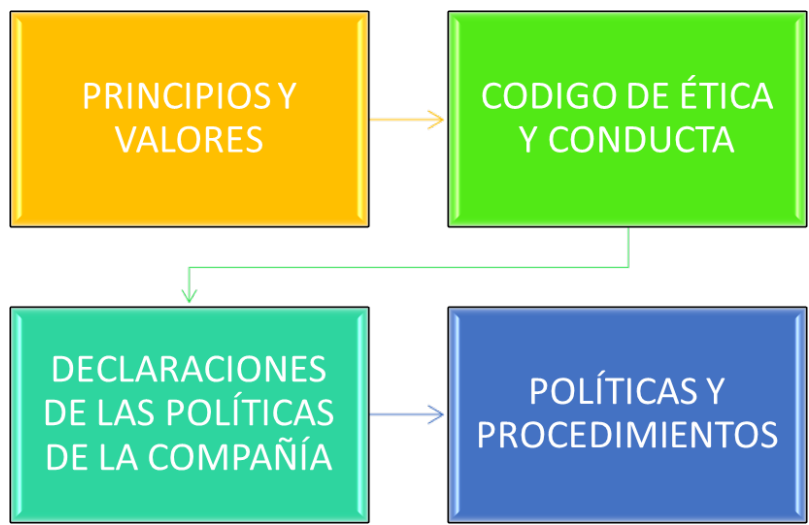 PRINCIPIOS Y
VALORES
CODIGO DE ÉTICA
Y CONDUCTA
DECLARACIONES
DE LAS POLÍTICAS
DE LA COMPAÑÍA
POLÍTICAS Y
PROCEDIMIENTOS